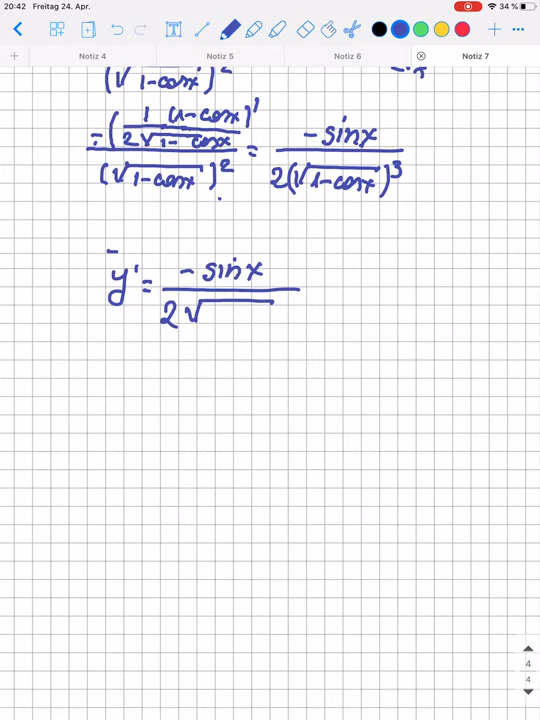 20:42 Freitag 24. Apr. 34 %
Notiz 4 Notiz 5 Notiz 6 Notiz 7
(√1-cosx)²
-(1/2√1-cosx (1-cosx)'
(√1-cosx)² = -sinx / 2(√1-cosx)³
y' = -sinx / 2√
4
4